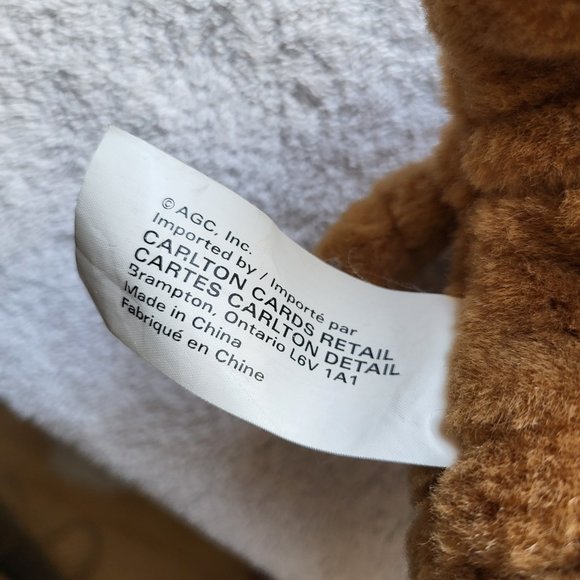 ©AGC, Inc.
Imported by / Importé par
CARLTON CARDS RETAIL
CARTES CARLTON DETAIL
Brampton, Ontario L6V 1A1
Made in China
Fabriqué en Chine